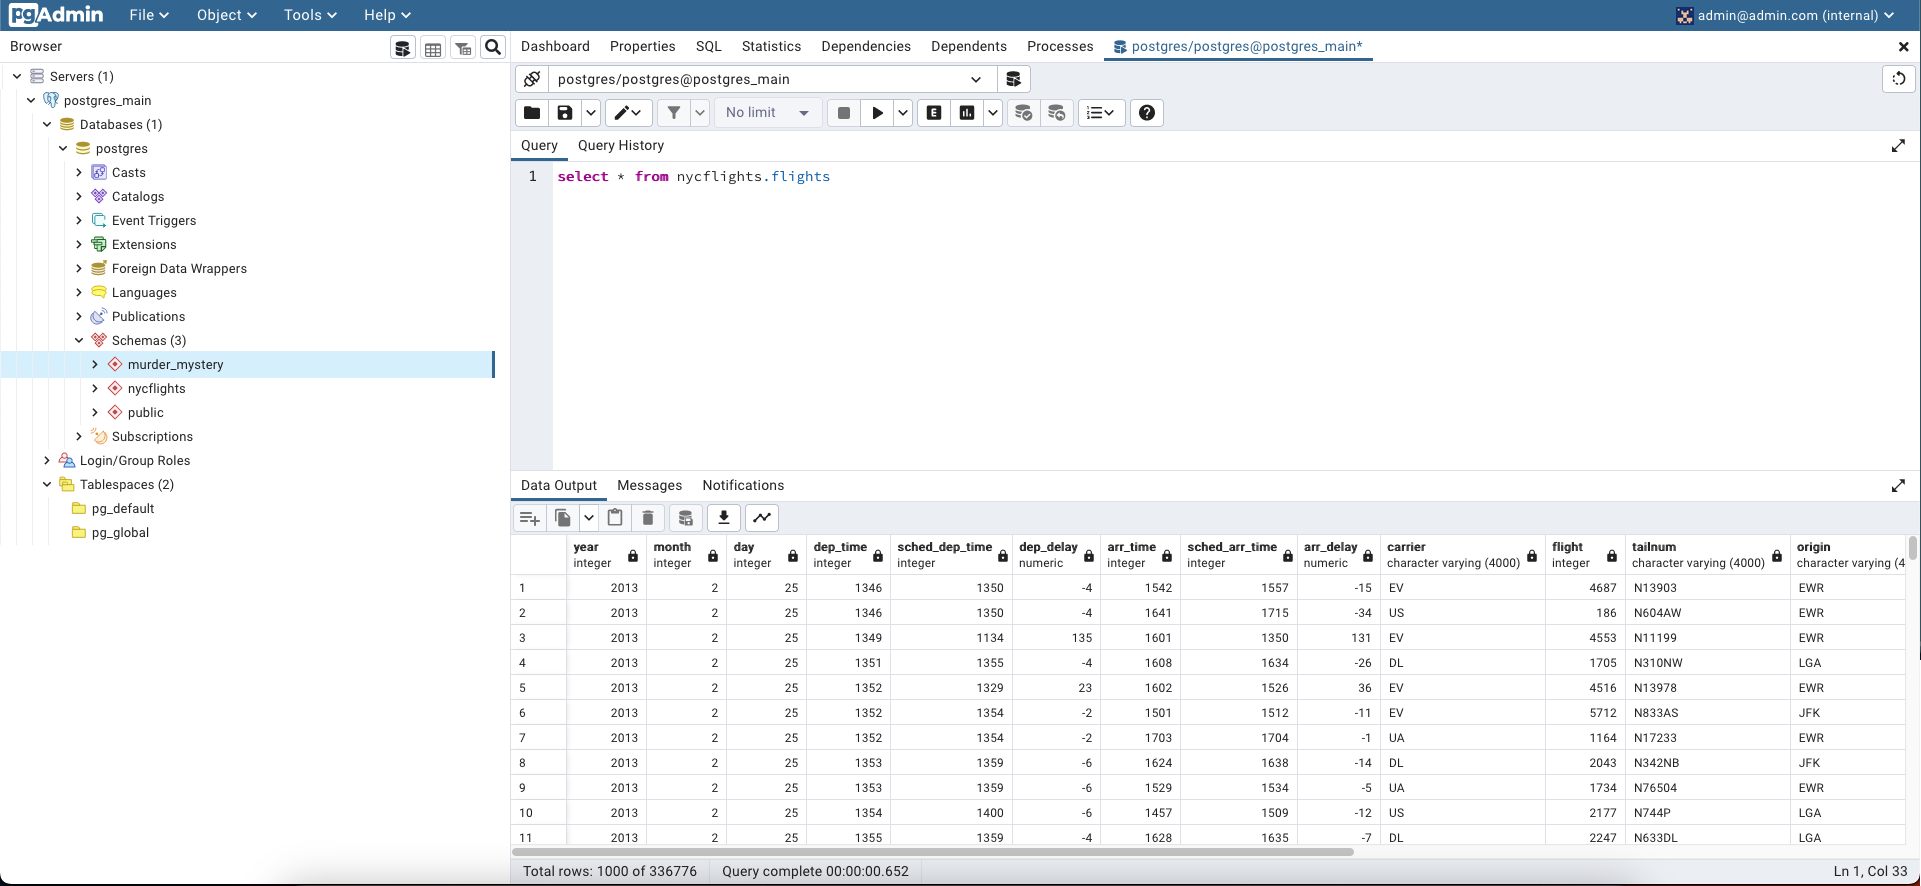 pgAdmin File Object Tools Help admin@admin.com (internal)
Browser
Servers (1)
postgres_main
Databases (1)
postgres
Casts
Catalogs
Event Triggers
Extensions
Foreign Data Wrappers
Languages
Publications
Schemas (3)
murder_mystery
nycflights
public
Subscriptions
Login/Group Roles
Tablespaces (2)
pg_default
pg_global
Dashboard Properties SQL Statistics Dependencies Dependents Processes postgres/postgres@postgres_main*
postgres/postgres@postgres_main
No limit E
Query Query History
1 select * from nycflights.flights
Data Output Messages Notifications
year month day dep_time sched_dep_time dep_delay arr_time sched_arr_time arr_delay carrier flight tailnum origin
integer integer integer integer integer numeric integer integer numeric character varying (4000) integer character varying (4000) character varying (4
1 2013 2 25 1346 1350 -4 1542 1557 -15 EV 4687 N13903 EWR
2 2013 2 25 1346 1350 -4 1641 1715 -34 US 186 N604AW EWR
3 2013 2 25 1349 1134 135 1601 1350 131 EV 4553 N11199 EWR
4 2013 2 25 1351 1355 -4 1608 1634 -26 DL 1705 N310NW LGA
5 2013 2 25 1352 1329 23 1602 1526 36 EV 4516 N13978 EWR
6 2013 2 25 1352 1354 -2 1501 1512 -11 EV 5712 N833AS JFK
7 2013 2 25 1352 1354 -2 1703 1704 -1 UA 1164 N17233 EWR
8 2013 2 25 1353 1359 -6 1624 1638 -14 DL 2043 N342NB JFK
9 2013 2 25 1353 1359 -6 1529 1534 -5 UA 1734 N76504 EWR
10 2013 2 25 1354 1400 -6 1457 1509 -12 US 2177 N744P LGA
11 2013 2 25 1355 1359 -4 1628 1635 -7 DL 2247 N633DL LGA
Total rows: 1000 of 336776 Query complete 00:00:00.652 Ln 1, Col 33